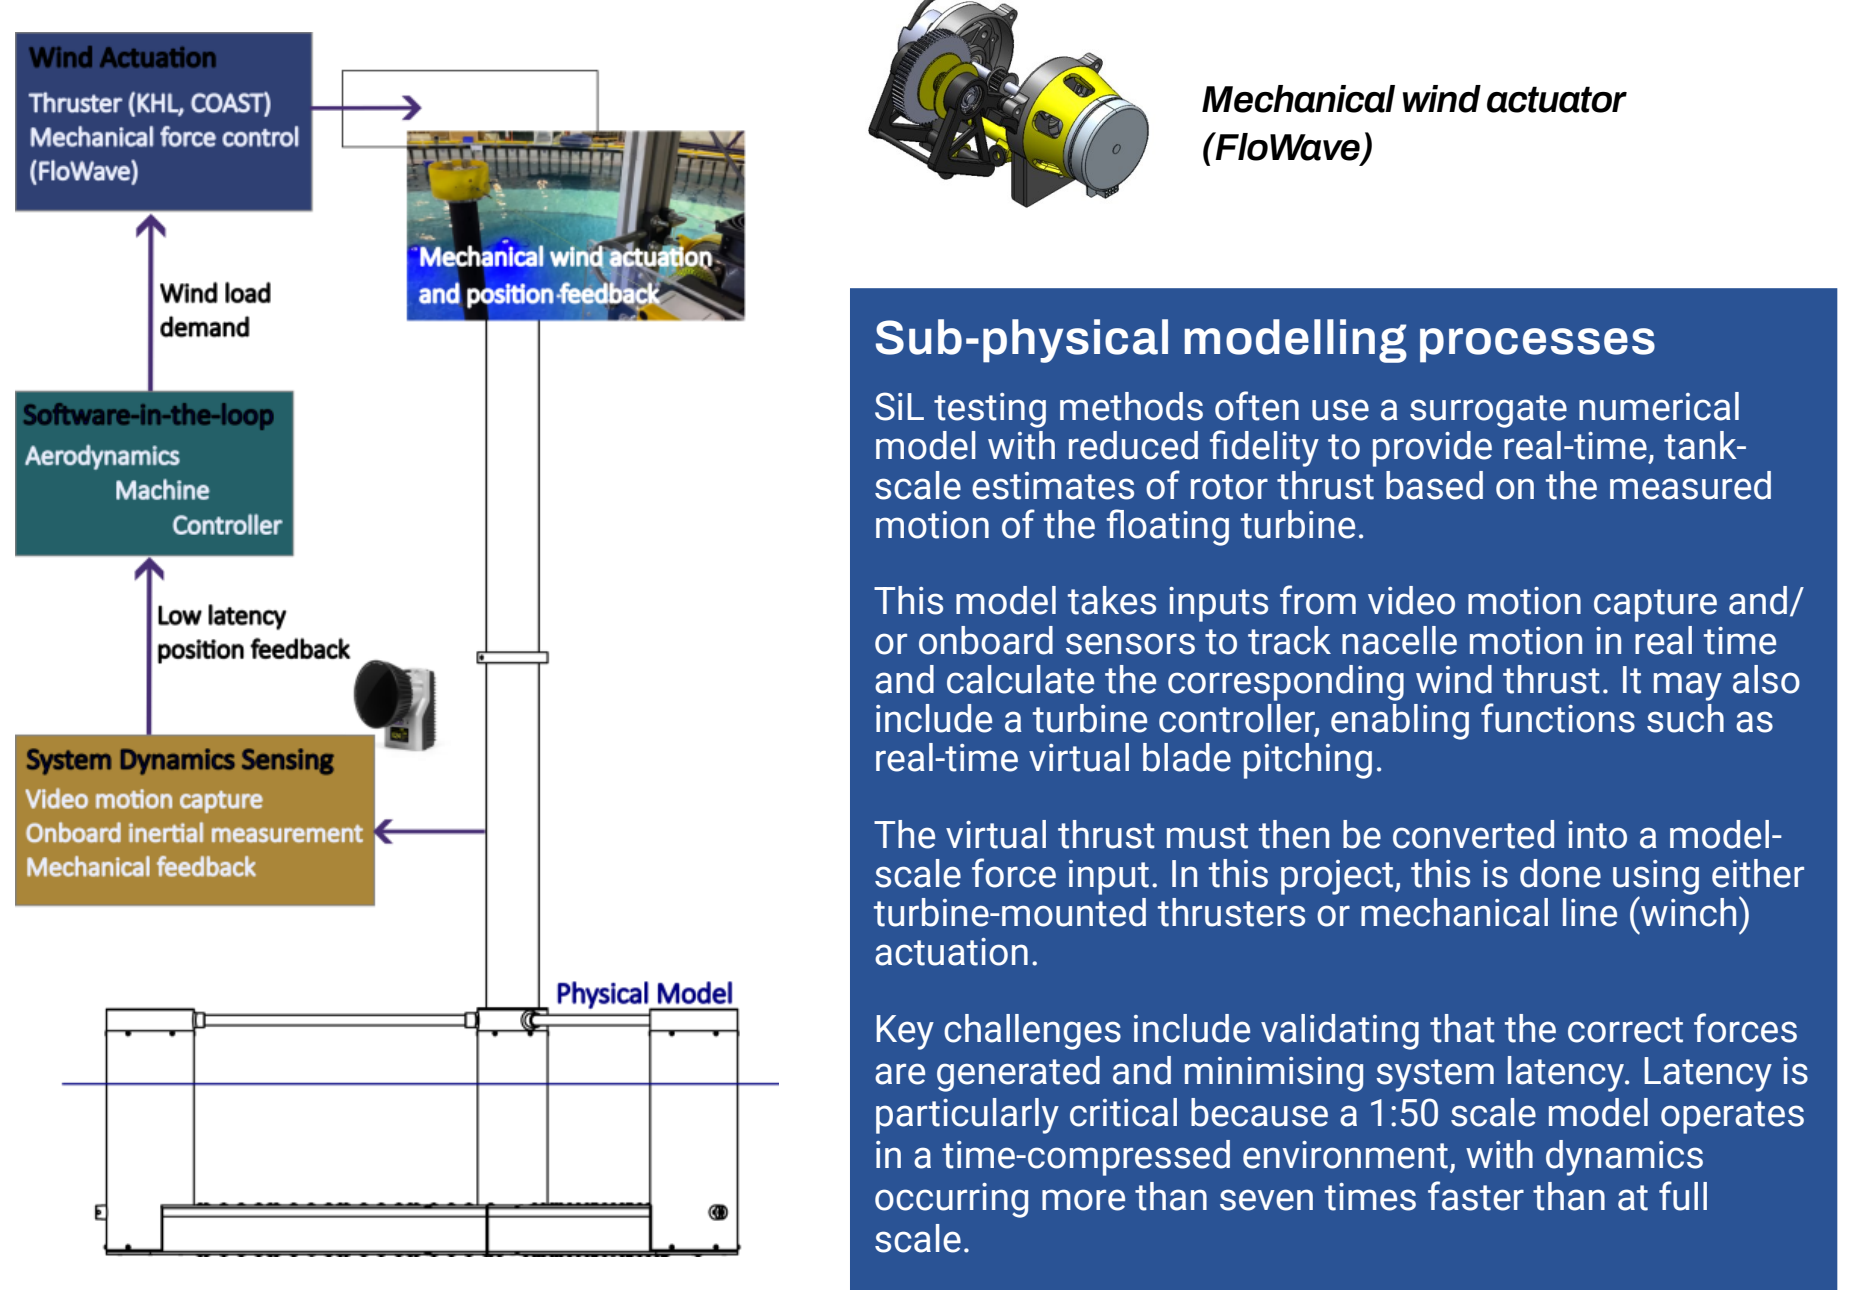 Wind Actuation
Thruster (KHL, COAST)
Mechanical force control
(FloWave)
Mechanical wind actuation
and position feedback
Wind load
demand
Software-in-the-loop
Aerodynamics
Machine
Controller
Low latency
position feedback
System Dynamics Sensing
Video motion capture
Onboard inertial measurement
Mechanical feedback
Physical Model
Mechanical wind actuator
(FloWave)
Sub-physical modelling processes
SiL testing methods often use a surrogate numerical
model with reduced fidelity to provide real-time, tank-
scale estimates of rotor thrust based on the measured
motion of the floating turbine.
This model takes inputs from video motion capture and/
or onboard sensors to track nacelle motion in real time
and calculate the corresponding wind thrust. It may also
include a turbine controller, enabling functions such as
real-time virtual blade pitching.
The virtual thrust must then be converted into a model-
scale force input. In this project, this is done using either
turbine-mounted thrusters or mechanical line (winch)
actuation.
Key challenges include validating that the correct forces
are generated and minimising system latency. Latency is
particularly critical because a 1:50 scale model operates
in a time-compressed environment, with dynamics
occurring more than seven times faster than at full
scale.